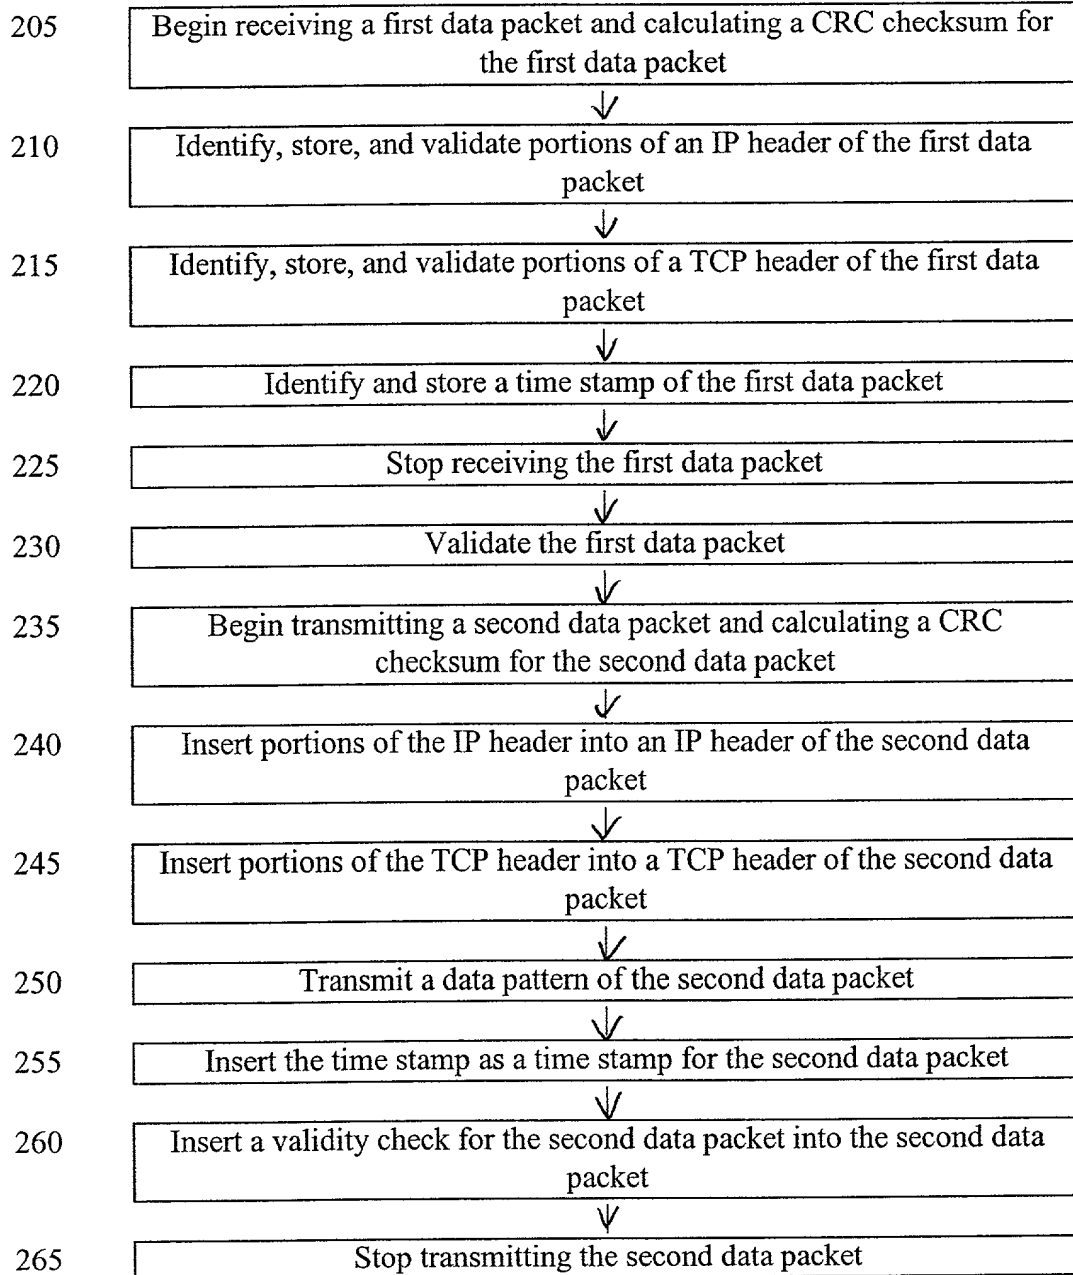 205 Begin receiving a first data packet and calculating a CRC checksum for
the first data packet
210 Identify, store, and validate portions of an IP header of the first data
packet
215 Identify, store, and validate portions of a TCP header of the first data
packet
220 Identify and store a time stamp of the first data packet
225 Stop receiving the first data packet
230 Validate the first data packet
235 Begin transmitting a second data packet and calculating a CRC
checksum for the second data packet
240 Insert portions of the IP header into an IP header of the second data
packet
245 Insert portions of the TCP header into a TCP header of the second data
packet
250 Transmit a data pattern of the second data packet
255 Insert the time stamp as a time stamp for the second data packet
260 Insert a validity check for the second data packet into the second data
packet
265 Stop transmitting the second data packet